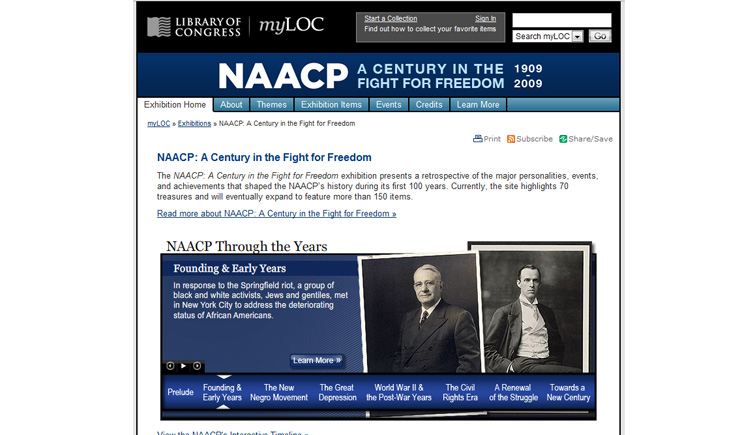 LIBRARY OF
CONGRESS
myLOC
Start a Collection Sign In
Find out how to collect your favorite items
Search myLOC Go
NAACP A CENTURY IN THE FIGHT FOR FREEDOM 1909 - 2009
Exhibition Home About Themes Exhibition Items Events Credits Learn More
myLOC » Exhibitions » NAACP: A Century in the Fight for Freedom
Print Subscribe Share/Save
NAACP: A Century in the Fight for Freedom
The NAACP: A Century in the Fight for Freedom exhibition presents a retrospective of the major personalities, events,
and achievements that shaped the NAACP's history during its first 100 years. Currently, the site highlights 70
treasures and will eventually expand to feature more than 150 items.
Read more about NAACP: A Century in the Fight for Freedom »
NAACP Through the Years
Founding & Early Years
In response to the Springfield riot, a group of
black and white activists, Jews and gentiles, met
in New York City to address the deteriorating
status of African Americans.
Learn More »
Prelude
Founding &
Early Years
The New
Negro Movement
The Great
Depression
World War II &
the Post-War Years
The Civil
Rights Era
A Renewal
of the Struggle
Towards a
New Century
View the NAACP's Interactive Timeline »